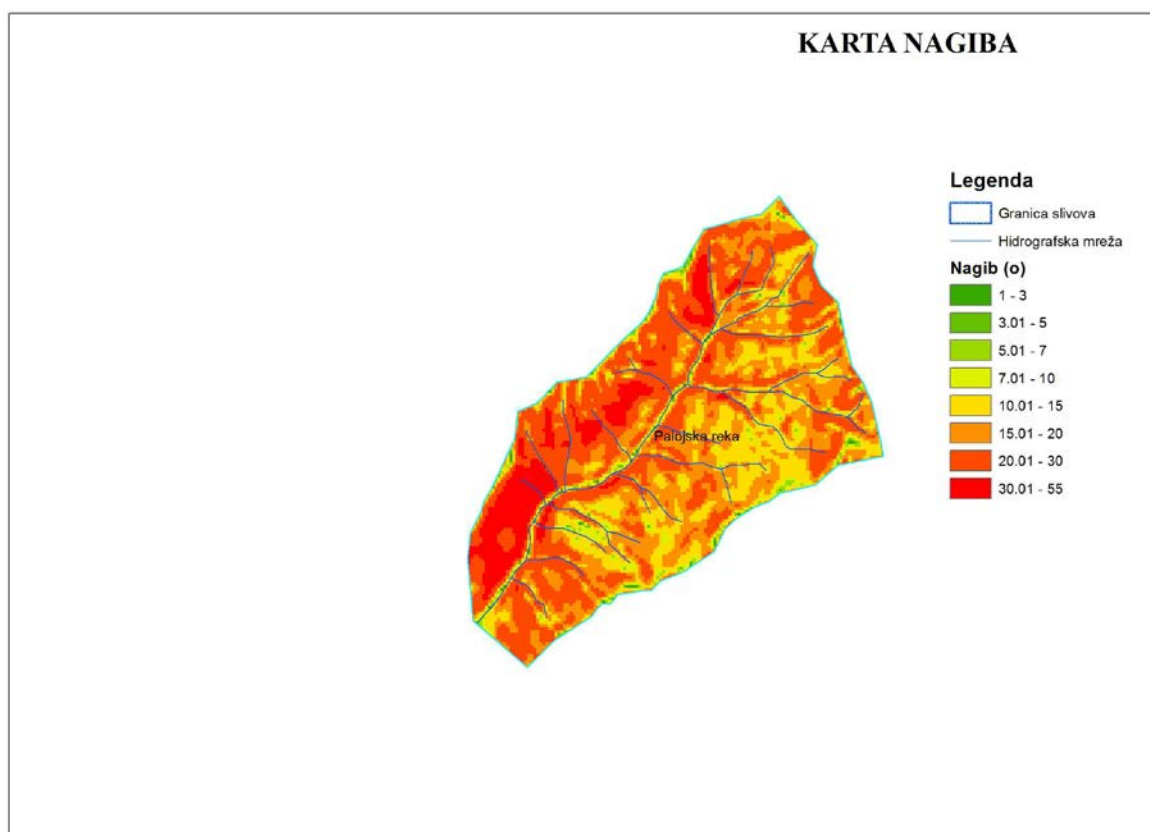 KARTA NAGIBA
Legenda
Granica slivova
Hidrografska mreža
Nagib (o)
1 - 3
3.01 - 5
5.01 - 7
7.01 - 10
10.01 - 15
15.01 - 20
20.01 - 30
30.01 - 55
Palojska reka